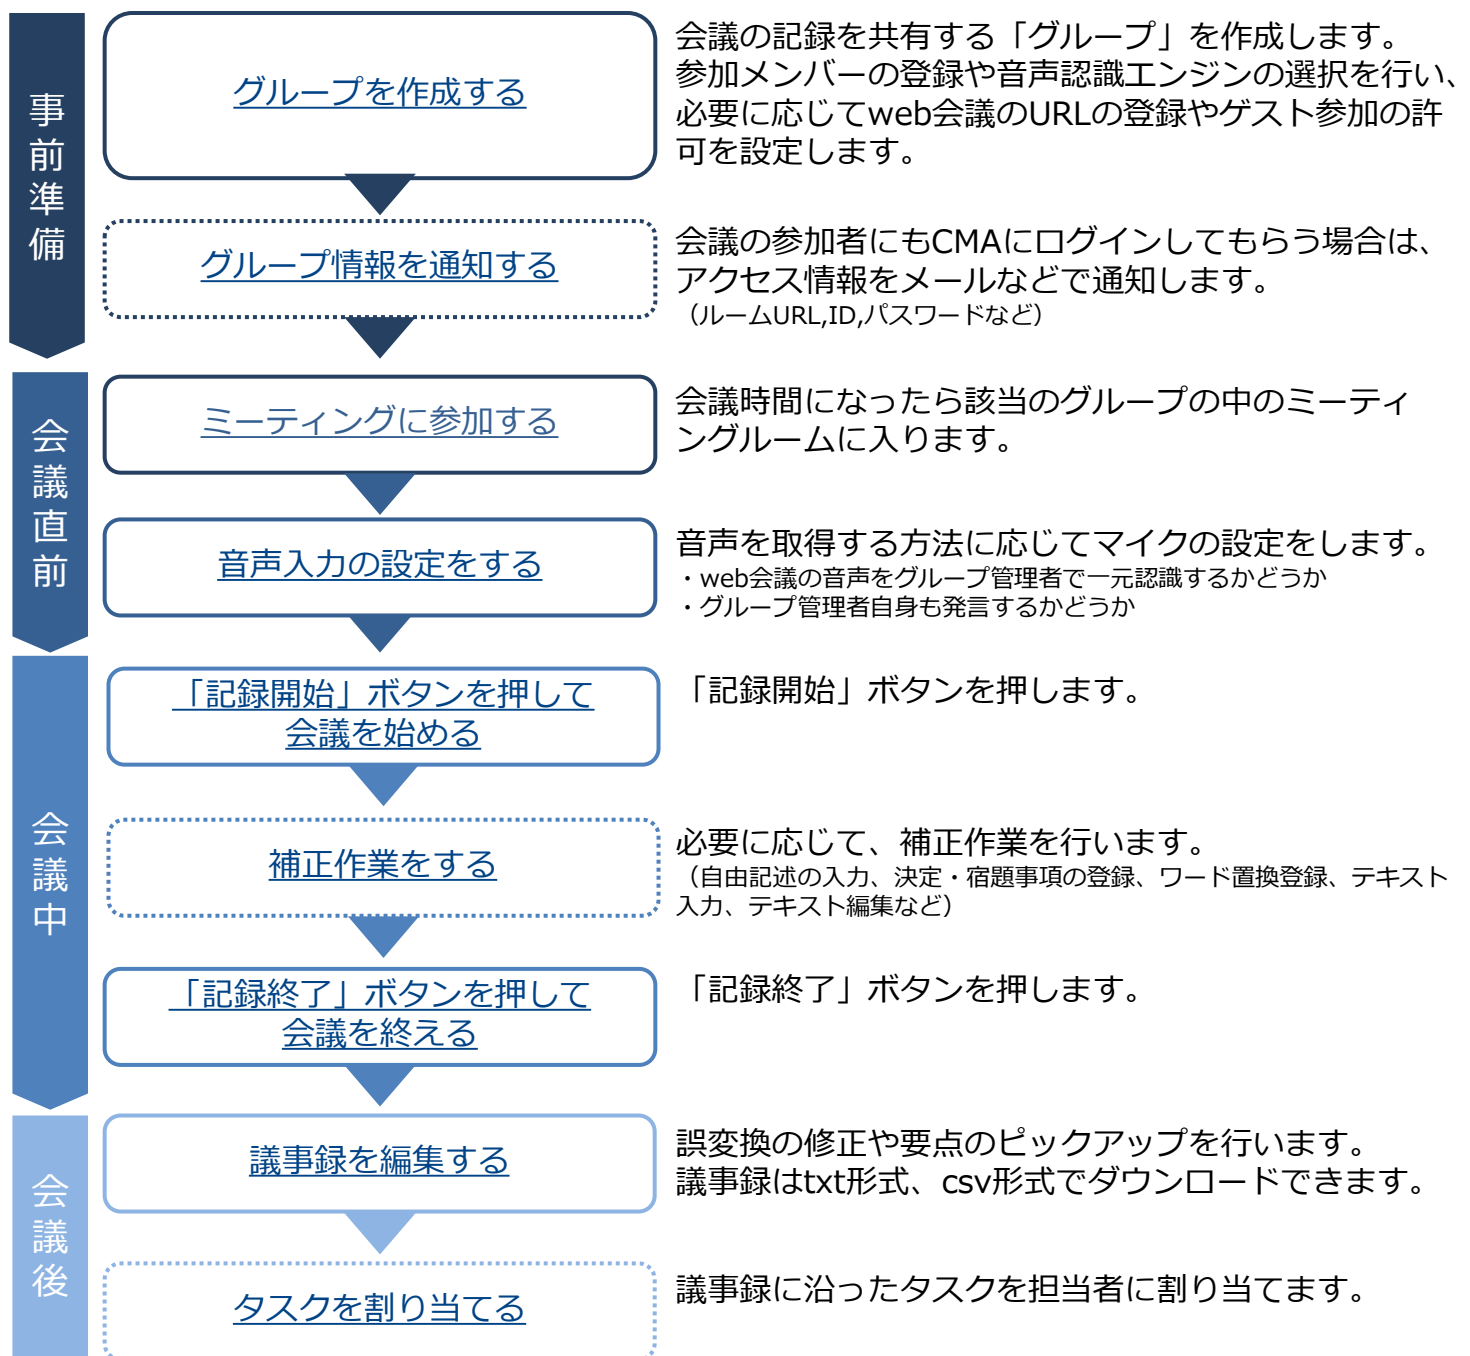 事前準備
グループを作成する
会議の記録を共有する「グループ」を作成します。
参加メンバーの登録や音声認識エンジンの選択を行い、
必要に応じてweb会議のURLの登録やゲスト参加の許
可を設定します。
グループ情報を通知する
会議の参加者にもCMAにログインしてもらう場合は、
アクセス情報をメールなどで通知します。
（ルームURL,ID,パスワードなど）
会議直前
ミーティングに参加する
会議時間になったら該当のグループの中のミーティ
ングルームに入ります。
音声入力の設定をする
音声を取得する方法に応じてマイクの設定をします。
・web会議の音声をグループ管理者で一元認識するかどうか
・グループ管理者自身も発言するかどうか
会議中
「記録開始」ボタンを押して
会議を始める
「記録開始」ボタンを押します。
補正作業をする
必要に応じて、補正作業を行います。
（自由記述の入力、決定・宿題事項の登録、ワード置換登録、テキスト
入力、テキスト編集など）
「記録終了」ボタンを押して
会議を終える
「記録終了」ボタンを押します。
会議後
議事録を編集する
誤変換の修正や要点のピックアップを行います。
議事録はtxt形式、csv形式でダウンロードできます。
タスクを割り当てる
議事録に沿ったタスクを担当者に割り当てます。